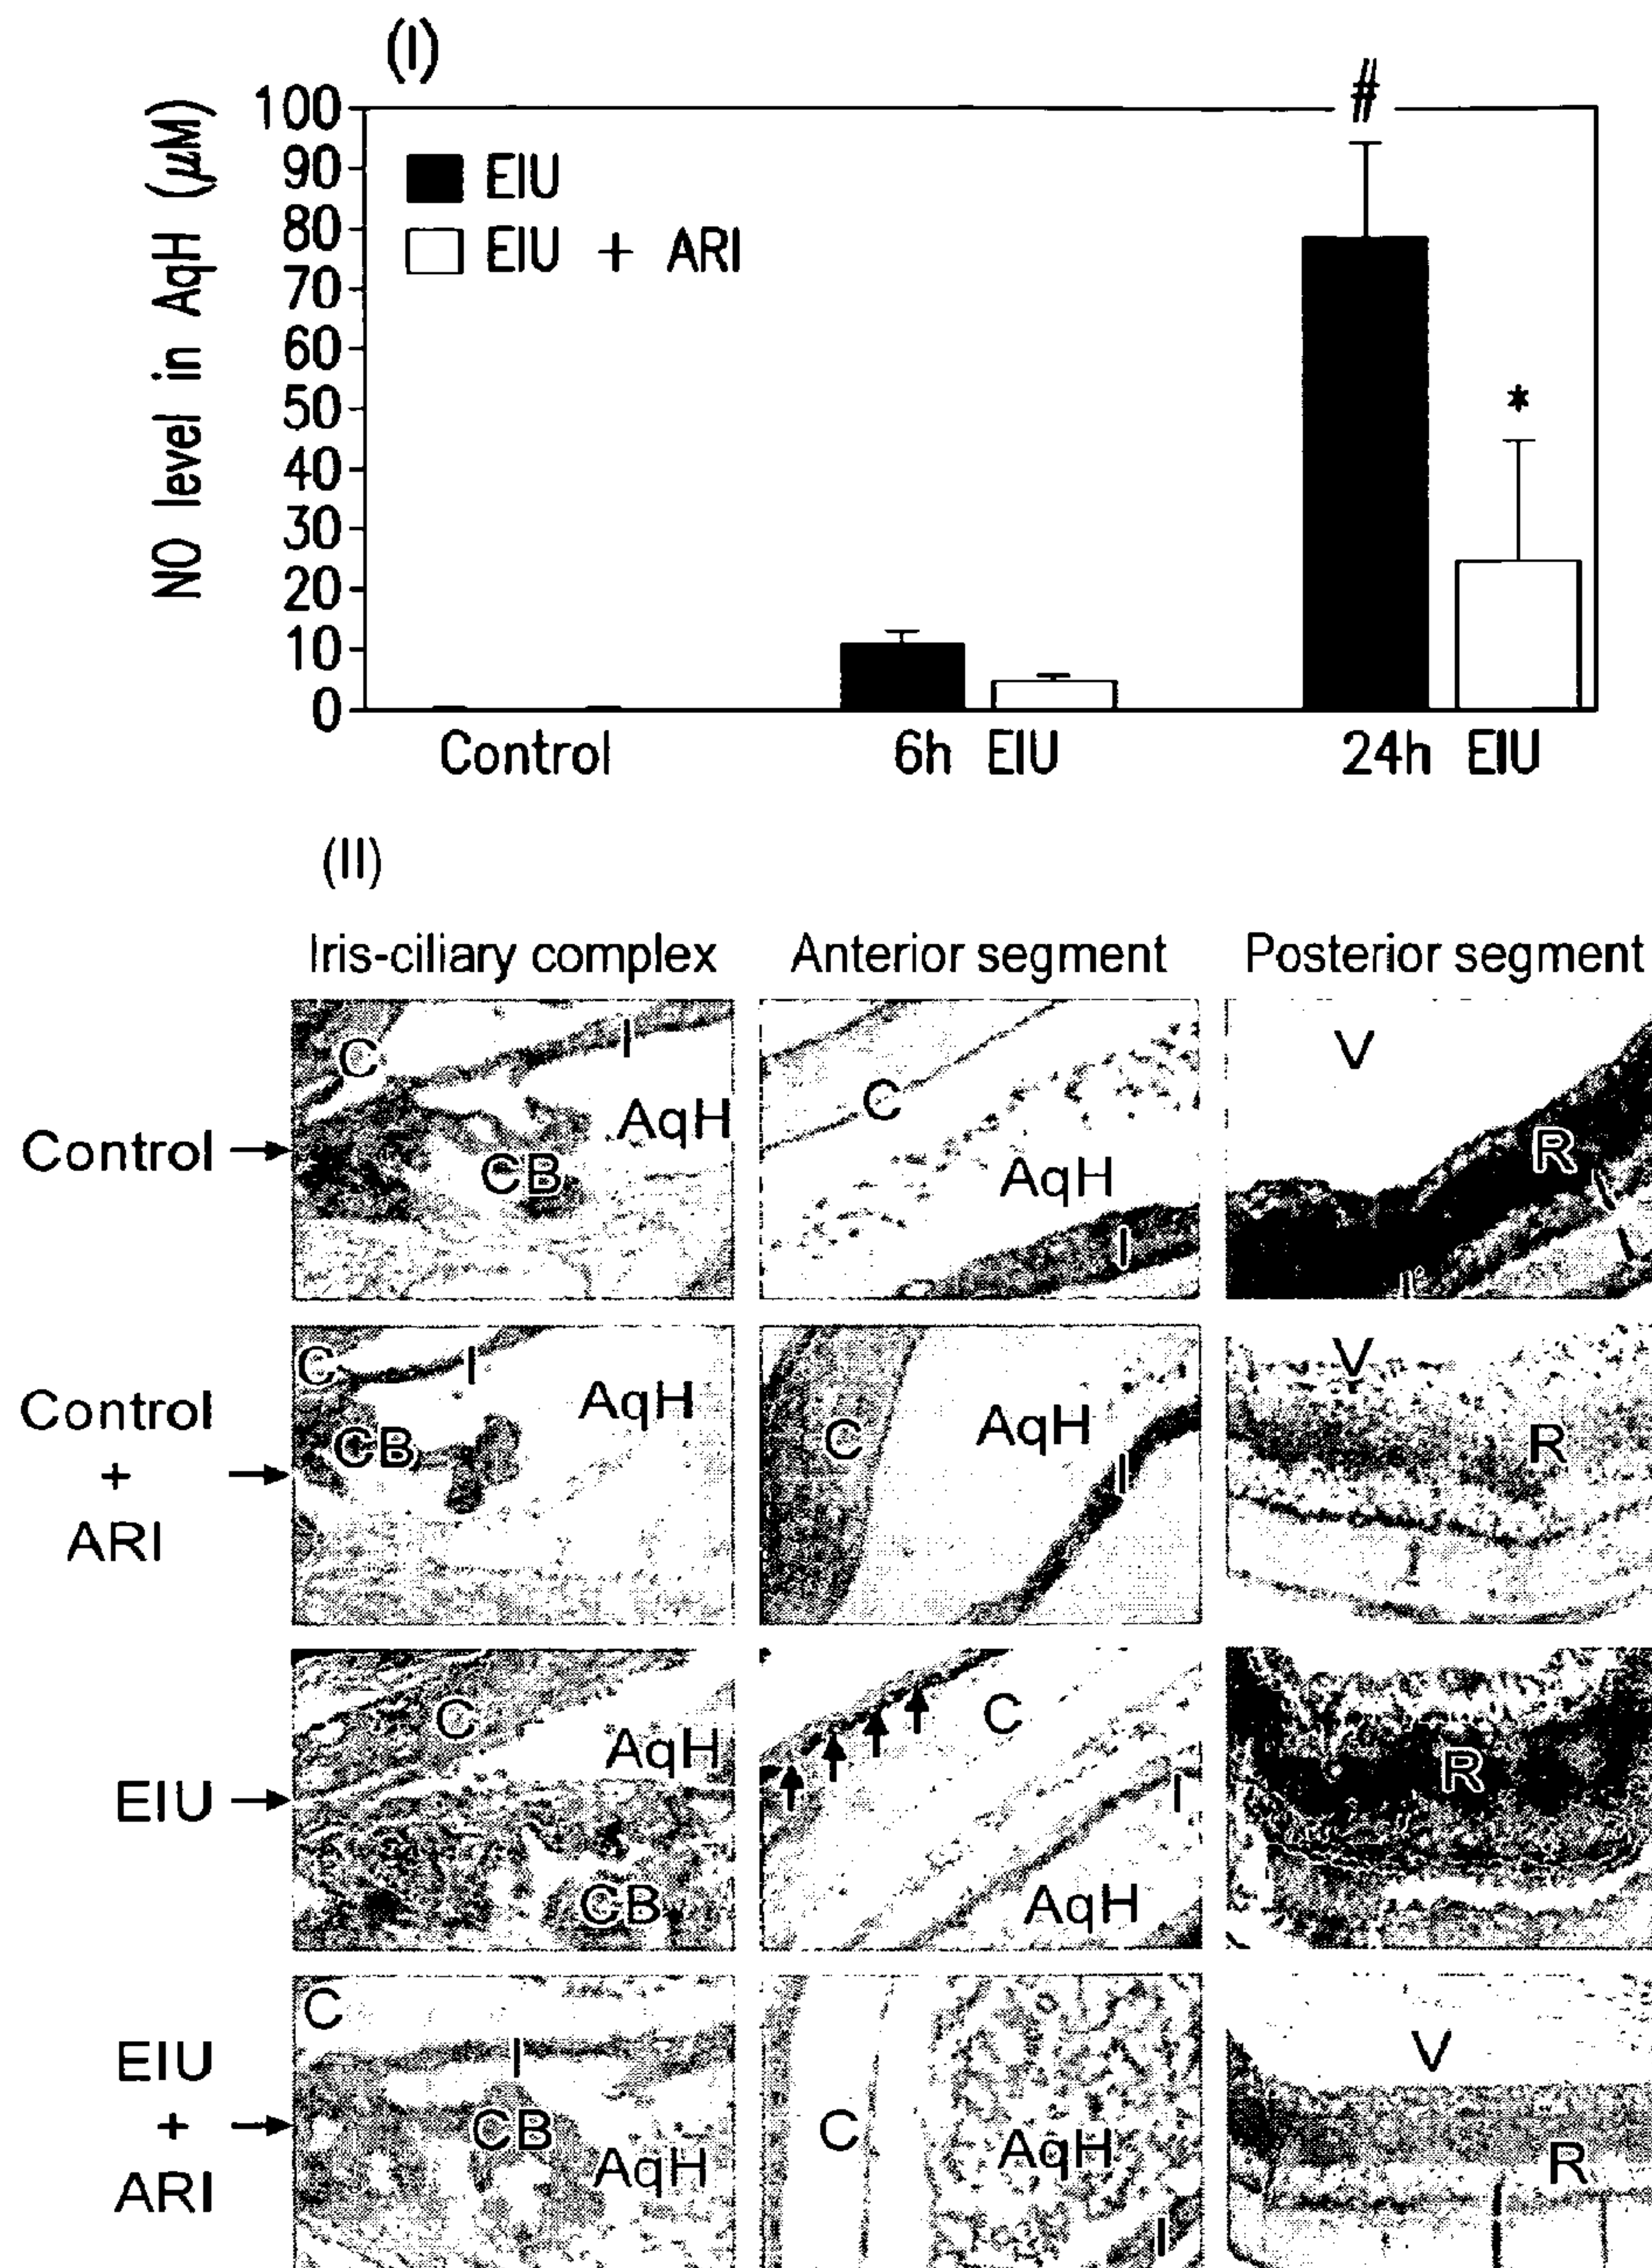 (I)
#
100
90
80
70
60
50
40
30
20
10
0
NO level in AqH (μM)
EIU
EIU + ARI
*
Control 6h EIU 24h EIU
(II)
Iris-ciliary complex Anterior segment Posterior segment
Control
C I AqH CB
C AqH I
V R
Control
+
ARI
C I AqH CB
C AqH I
V R
EIU
C AqH CB
C I AqH
R
EIU
+
ARI
C I CB AqH
C AqH I
V R